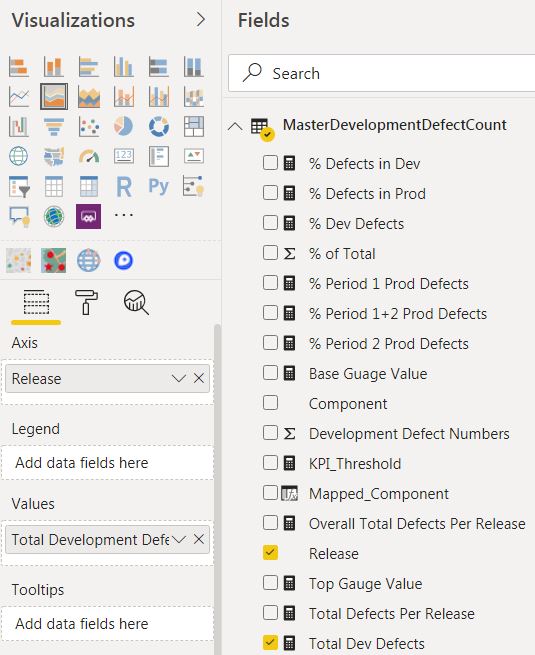 Visualizations
Fields
Search
MasterDevelopmentDefectCount
% Defects in Dev
% Defects in Prod
% Dev Defects
% of Total
% Period 1 Prod Defects
% Period 1+2 Prod Defects
% Period 2 Prod Defects
Base Guage Value
Component
Development Defect Numbers
KPI_Threshold
Mapped_Component
Overall Total Defects Per Release
Release
Top Gauge Value
Total Defects Per Release
Total Dev Defects
123
R
Py
Axis
Release
Legend
Add data fields here
Values
Total Development Defe
Tooltips
Add data fields here